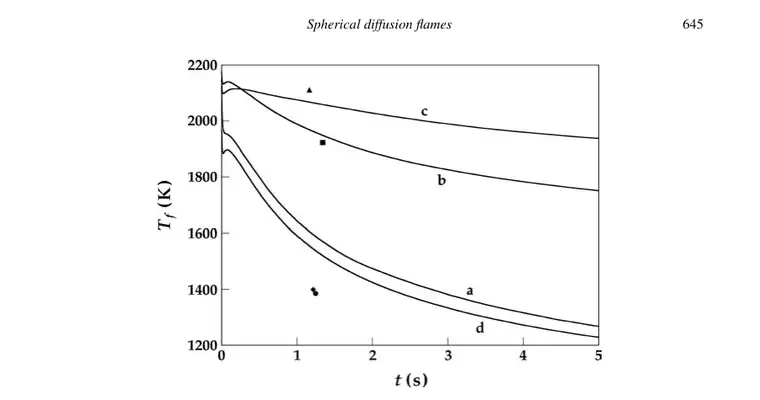 Spherical diffusion flames 645
2200
2000
1800
1600
1400
1200
T_f (K)
c
b
a
d
0 1 2 3 4 5
t (s)